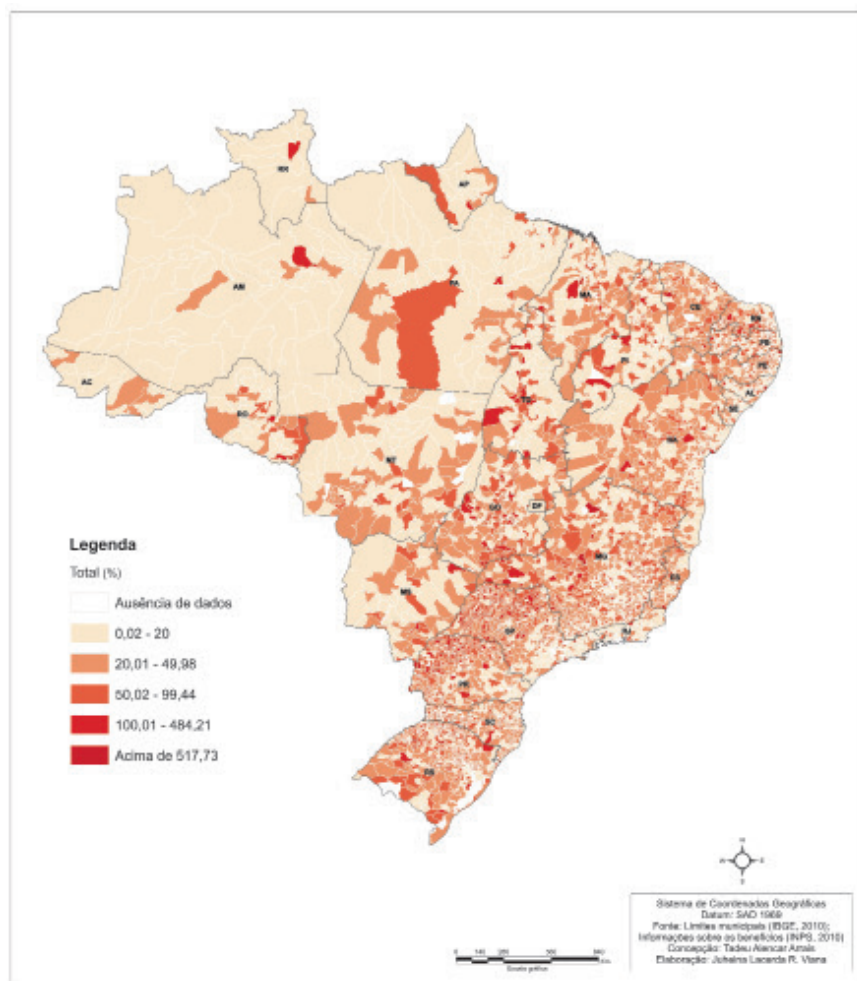 RR
AP
AM
PA
MA
CE
RN
PB
PE
AL
SE
PI
AC
RO
TO
BA
MT
GO
DF
MG
ES
MS
SP
RJ
PR
SC
RS
Legenda
Total (%)
Ausência de dados
0,02 - 20
20,01 - 49,98
50,02 - 99,44
100,01 - 484,21
Acima de 517,73
N
W
E
S
Sistema de Coordenadas Geográficas
Datum: SAD 1969
Fonte: Limites municipais (IBGE, 2010);
Informações sobre os benefícios (INPS, 2010)
Concepção: Tadeu Alencar Arrais
Elaboração: Juheina Lacerda R. Viana
Escala gráfica